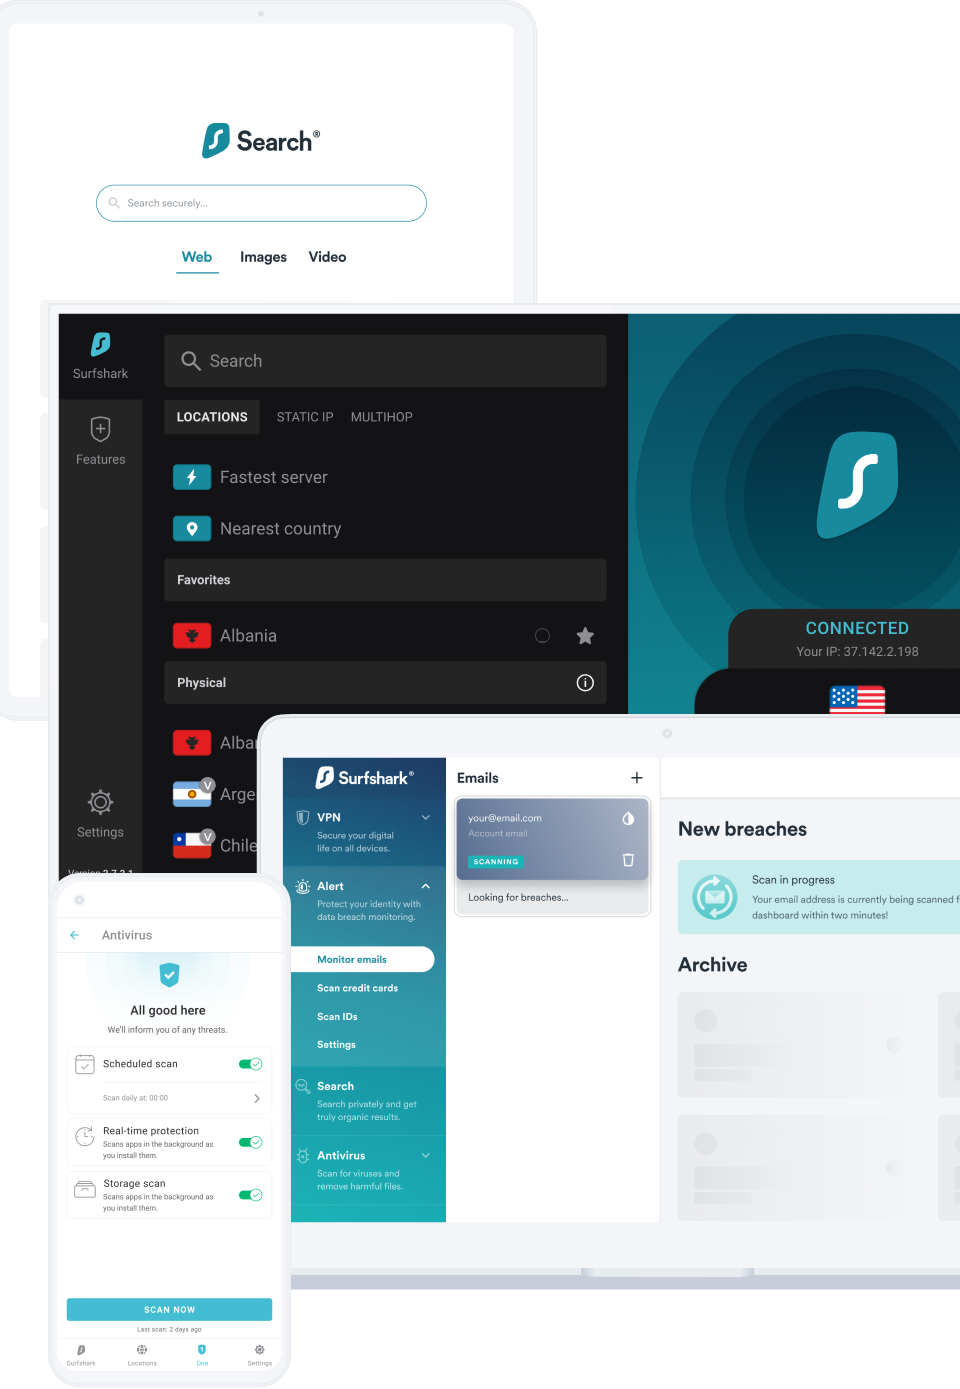 Search®
Search securely...
Web Images Video
Surfshark
Features
Settings
Search
LOCATIONS STATIC IP MULTIHOP
Fastest server
Nearest country
Favorites
Albania
Physical
Alba
V
Arge
V
Chile
CONNECTED
Your IP: 37.142.2.198
Surfshark®
VPN
Secure your digital
life on all devices.
Alert
Protect your identity with
data breach monitoring.
Monitor emails
Scan credit cards
Scan IDs
Settings
Search
Search privately and get
truly organic results.
Antivirus
Scan for viruses and
remove harmful files.
Emails
your@email.com
Account email
SCANNING
Looking for breaches...
New breaches
Scan in progress
Your email address is currently being scanned f
dashboard within two minutes!
Archive
Antivirus
All good here
We'll inform you of any threats.
Scheduled scan
Scan daily at: 00:00
Real-time protection
Scans apps in the background as
you install them.
Storage scan
Scans apps in the background as
you install them.
SCAN NOW
Last scan: 2 days ago
Surfshark Locations One Settings